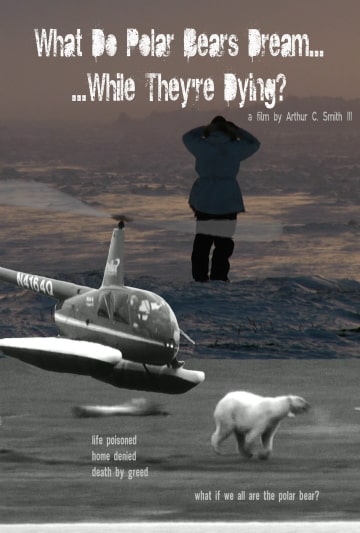 What Do Polar Bears Dream...
...While They're Dying?
a film by Arthur C. Smith III
N4164Q
life poisoned
home denied
death by greed
what if we all are the polar bear?